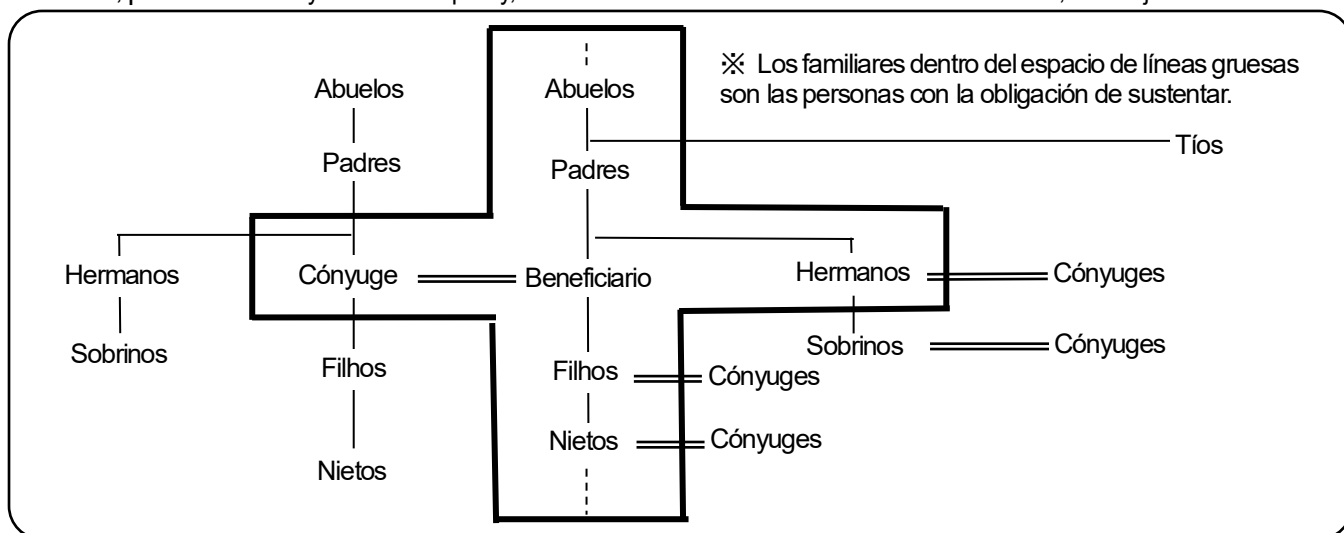 ※ Los familiares dentro del espacio de líneas gruesas
son las personas con la obligación de sustentar.
Abuelos
Abuelos
Tíos
Padres
Padres
Hermanos
Cónyuge
Beneficiario
Hermanos
Cónyuges
Sobrinos
Filhos
Filhos
Cónyuges
Sobrinos
Cónyuges
Nietos
Nietos
Cónyuges